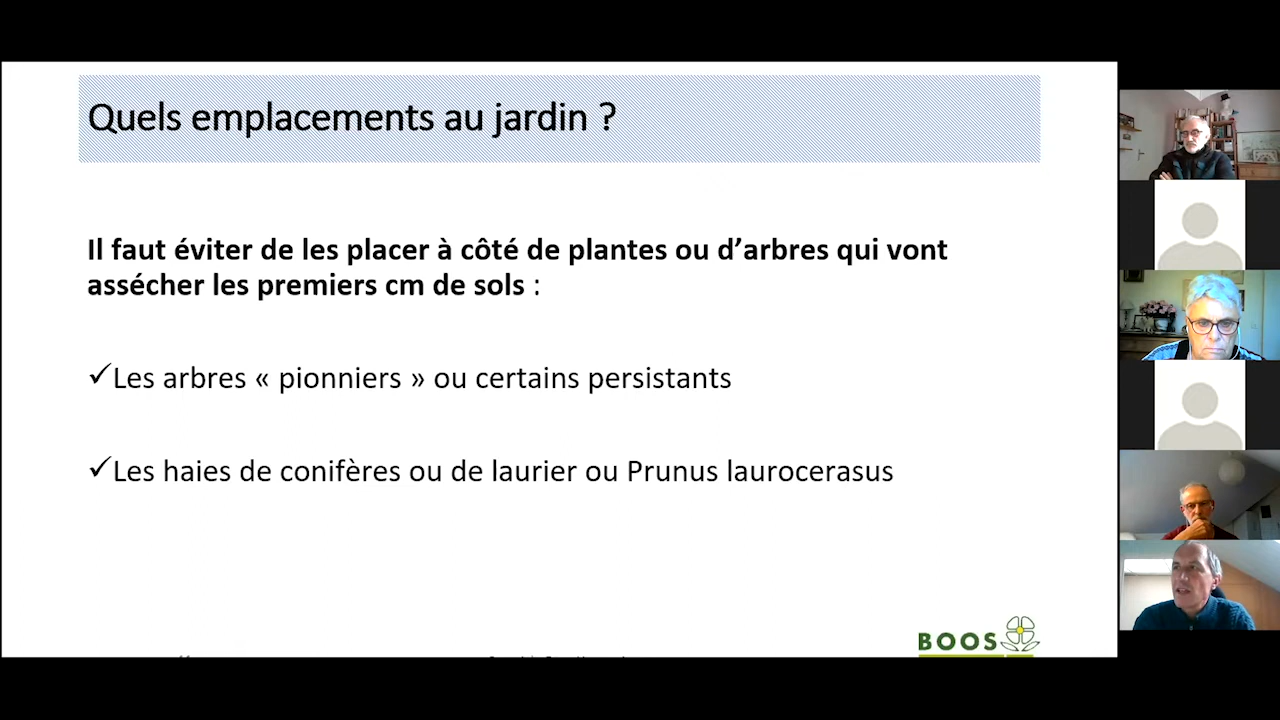 Quels emplacements au jardin ?
Il faut éviter de les placer à côté de plantes ou d’arbres qui vont
assécher les premiers cm de sols :
✓Les arbres « pionniers » ou certains persistants
✓Les haies de conifères ou de laurier ou Prunus laurocerasus
BOOS